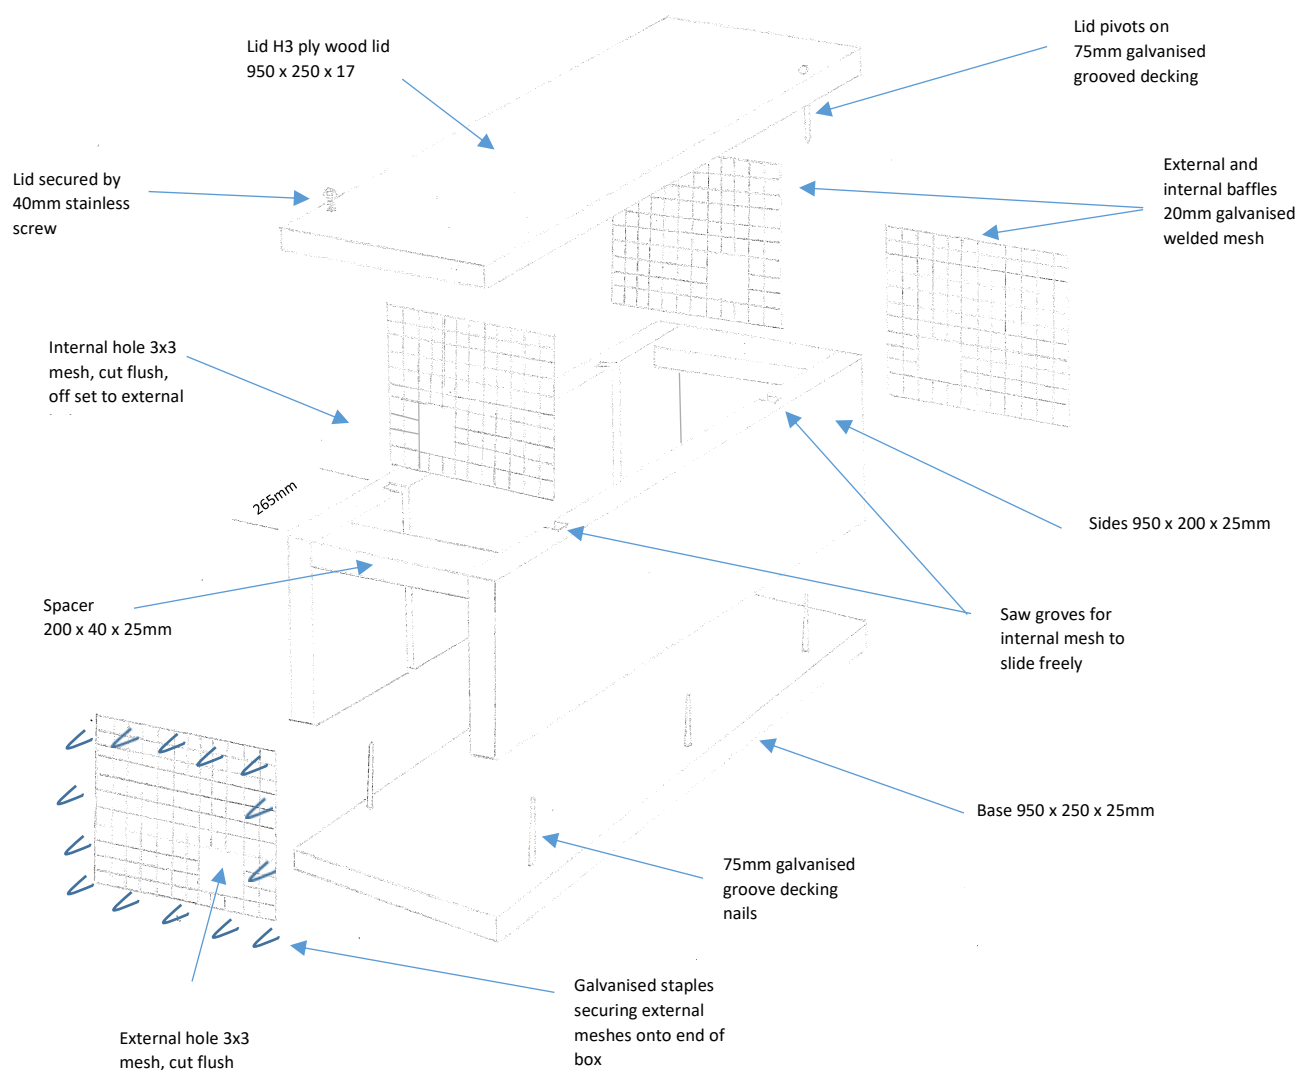 Lid H3 ply wood lid
950 x 250 x 17
Lid pivots on
75mm galvanised
grooved decking
Lid secured by
40mm stainless
screw
External and
internal baffles
20mm galvanised
welded mesh
Internal hole 3x3
mesh, cut flush,
off set to external
265mm
Sides 950 x 200 x 25mm
Spacer
200 x 40 x 25mm
Saw groves for
internal mesh to
slide freely
Base 950 x 250 x 25mm
75mm galvanised
groove decking
nails
Galvanised staples
securing external
meshes onto end of
box
External hole 3x3
mesh, cut flush